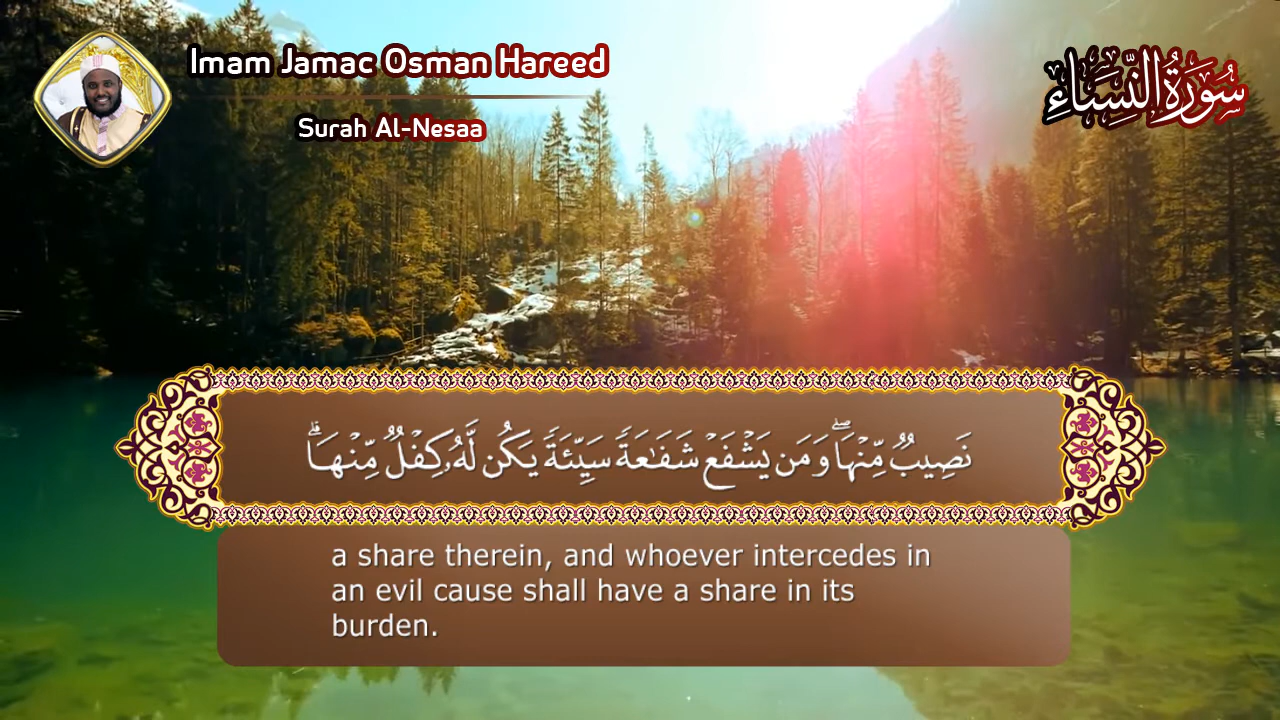 Imam Jamac Osman Hareed
Surah Al-Nesaa
سُورَةُ النِّسَاءِ
نَصِيبٌ مِّنْهَا ۖ وَمَن يَشْفَعْ شَفَـٰعَةً سَيِّئَةً يَكُن لَّهُۥ كِفْلٌ مِّنْهَا ۗ
a share therein, and whoever intercedes in
an evil cause shall have a share in its
burden.